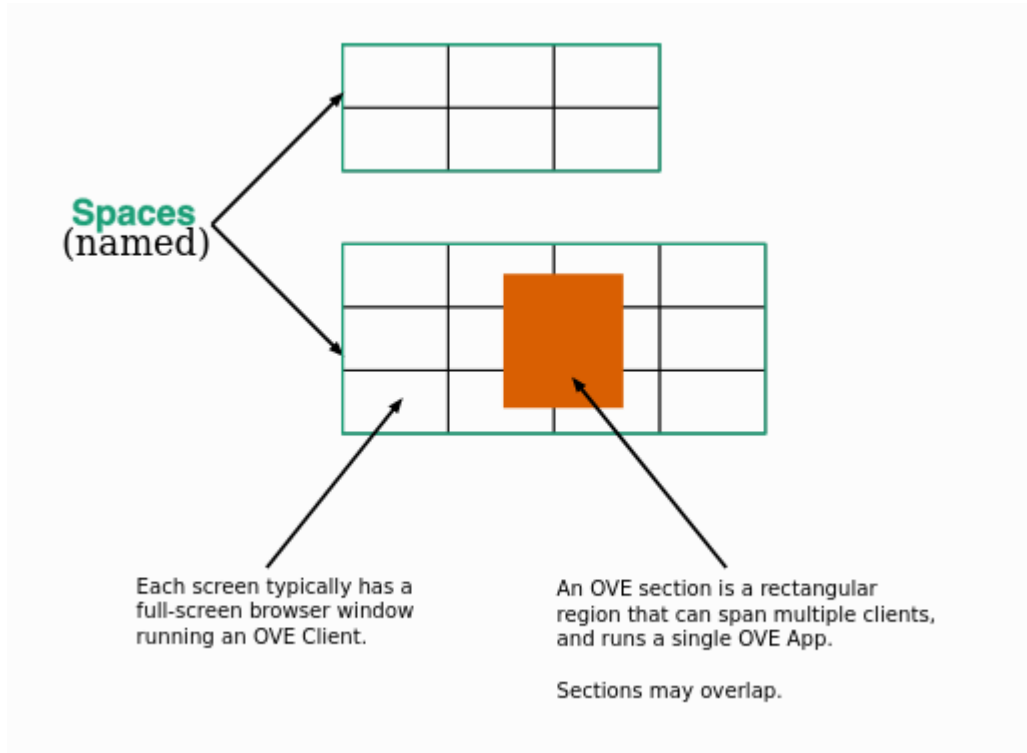 Spaces
(named)
Each screen typically has a
full-screen browser window
running an OVE Client.
An OVE section is a rectangular
region that can span multiple clients,
and runs a single OVE App.
Sections may overlap.